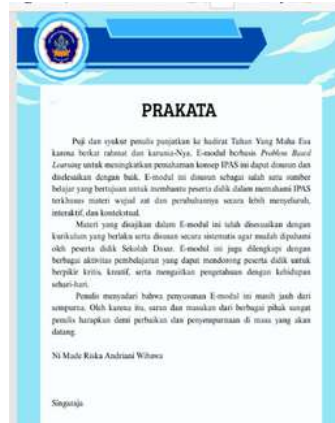 PRAKATA
Puji dan syukur penulis panjatkan ke hadirat Tuhan Yang Maha Esa
karena berkat rahmat dan karunia-Nya, E-modul berbasis Problem Based
Learning untuk meningkatkan pemahaman konsep IPAS ini dapat disusun dan
diselesaikan dengan baik. E-modul ini disusun sebagai salah satu sumber
belajar yang bertujuan untuk membantu peserta didik dalam memahami IPAS
terkhusus materi wujud zat dan perubahannya secara lebih menyeluruh,
interaktif, dan kontekstual.
Materi yang disajikan dalam E-modul ini telah disesuaikan dengan
kurikulum yang berlaku serta disusun secara sistematis agar mudah dipahami
oleh peserta didik Sekolah Dasar. E-modul ini juga dilengkapi dengan
berbagai aktivitas pembelajaran yang dapat mendorong peserta didik untuk
berpikir kritis, kreatif, serta mengaitkan pengetahuan dengan kehidupan
sehari-hari.
Penulis menyadari bahwa penyusunan E-modul ini masih jauh dari
sempurna. Oleh karena itu, saran dan masukan dari berbagai pihak sangat
penulis harapkan demi perbaikan dan penyempurnaan di masa yang akan
datang.
Ni Made Riska Andriani Wibawa
Singaraja